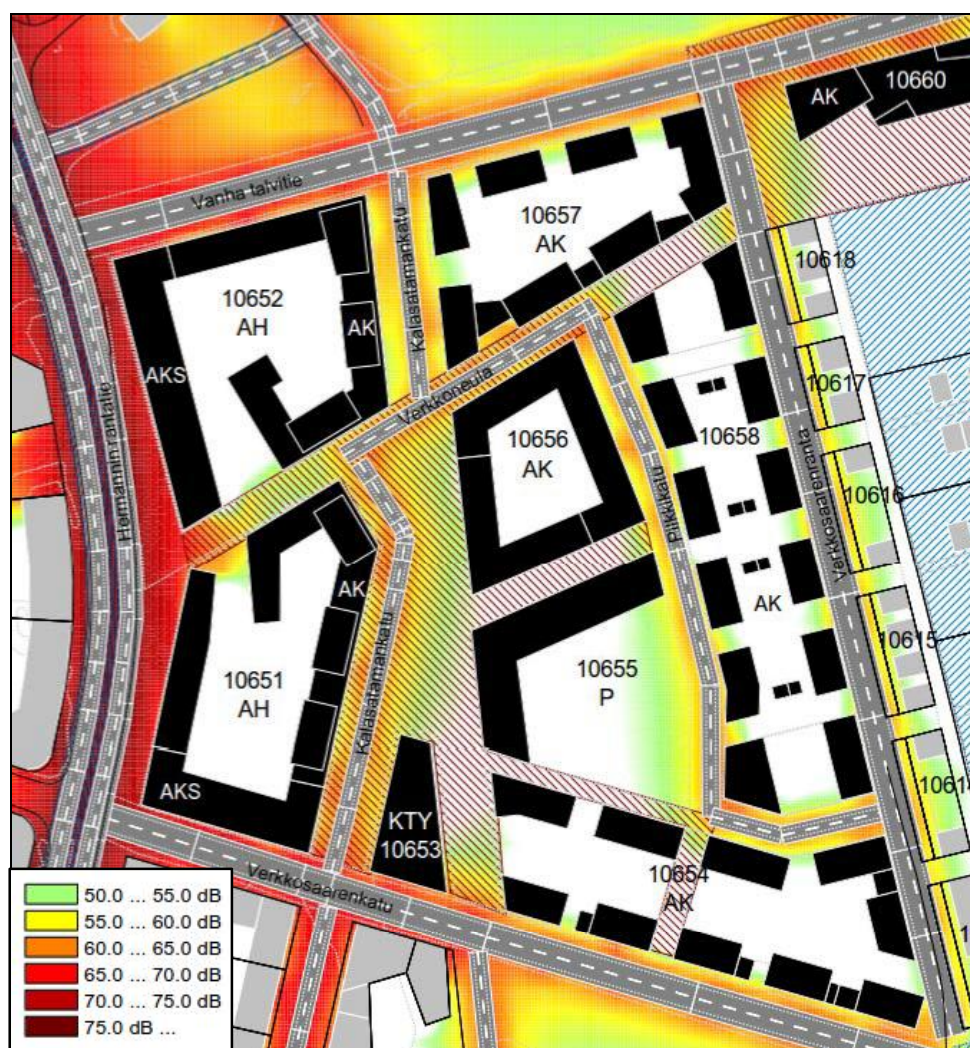 AK
10660
Vanha talvitie
10657
AK
10618
10652
AH
Kalasatamankatu
AK
AKS
Hermannin rantatie
Verkkoneula
10617
10656
AK
10658
Verkkosaarenranta
10616
Pilkkikatu
AK
AK
10651
AH
Kalasatamankatu
10655
P
10615
AKS
KTY
10653
10654
AK
Verkkosaarenkatu
50.0 ... 55.0 dB
55.0 ... 60.0 dB
60.0 ... 65.0 dB
65.0 ... 70.0 dB
70.0 ... 75.0 dB
75.0 dB ...